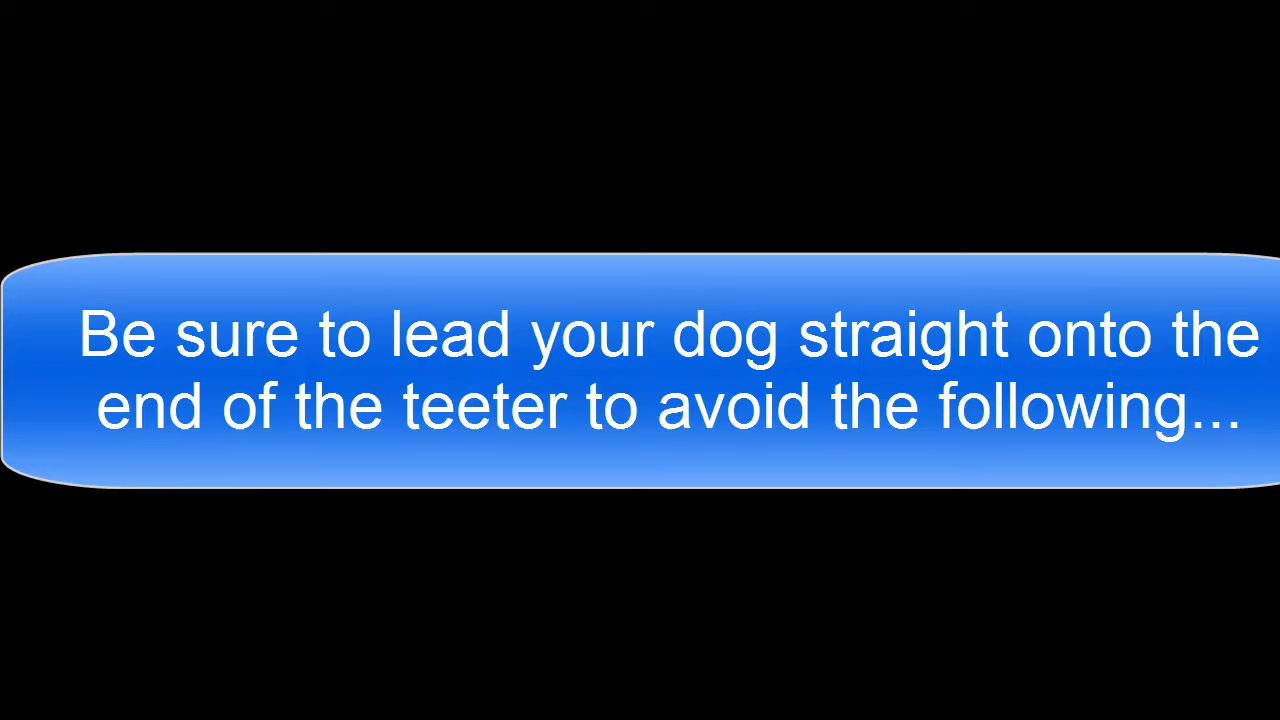 Be sure to lead your dog straight onto the
end of the teeter to avoid the following...